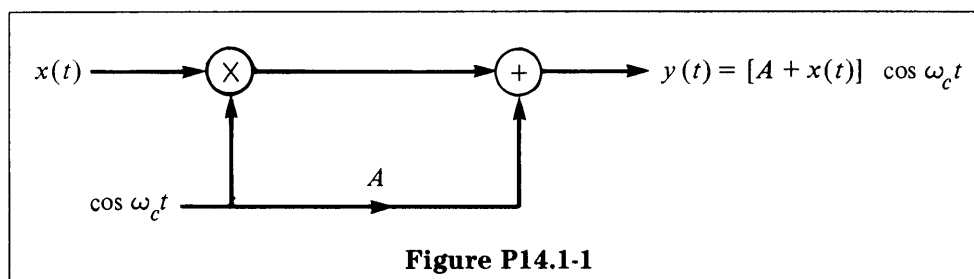 x(t)
×
+
y(t) = [A + x(t)] cos ω_c t
A
cos ω_c t
Figure P14.1-1